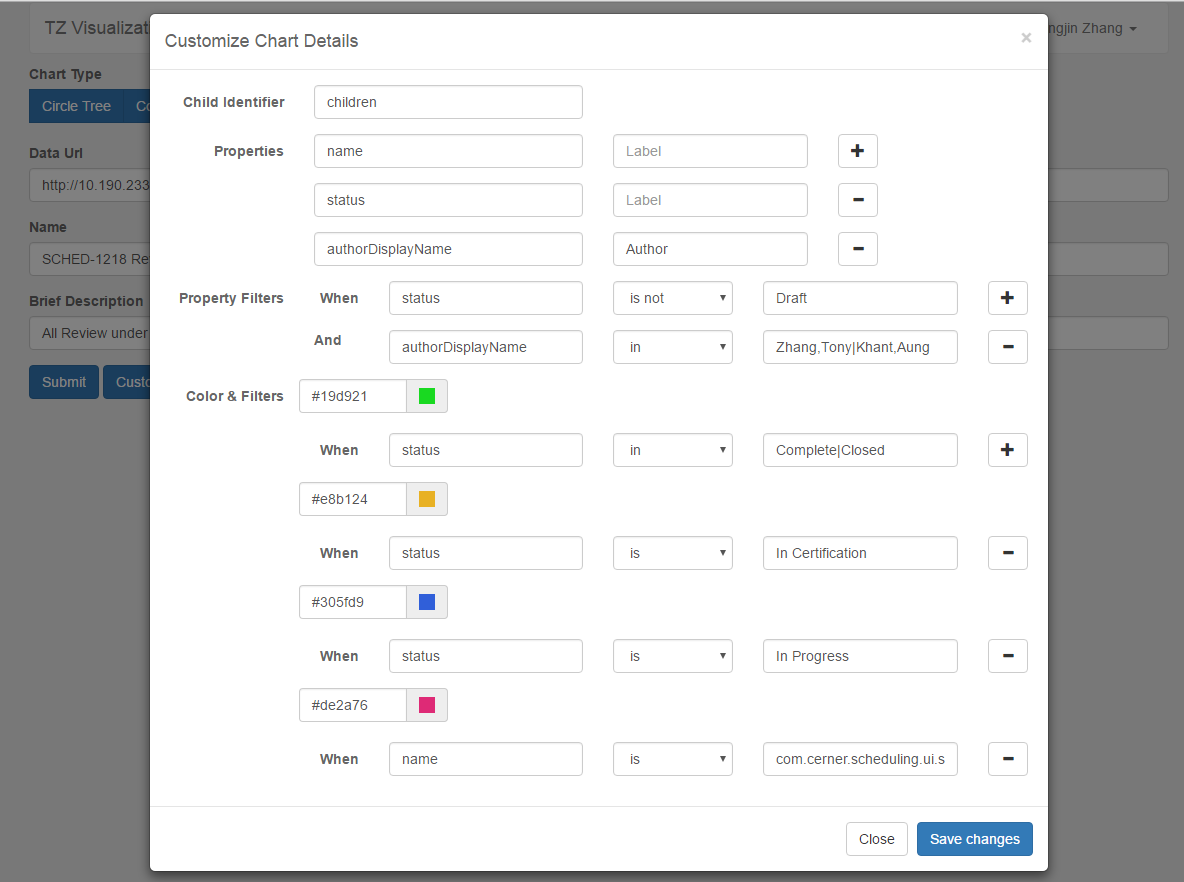 TZ Visualizat
ngjin Zhang
Customize Chart Details
×
Chart Type
Circle Tree
Co
Child Identifier children
Properties name Label +
Data Url
http://10.190.233
status Label -
Name
SCHED-1218 Re
authorDisplayName Author -
Brief Description
Property Filters When status is not Draft +
All Review under
And authorDisplayName in Zhang,Tony|Khant,Aung -
Submit
Custo
Color & Filters #19d921
When status in Complete|Closed +
#e8b124
When status is In Certification -
#305fd9
When status is In Progress -
#de2a76
When name is com.cerner.scheduling.ui.s -
Close Save changes